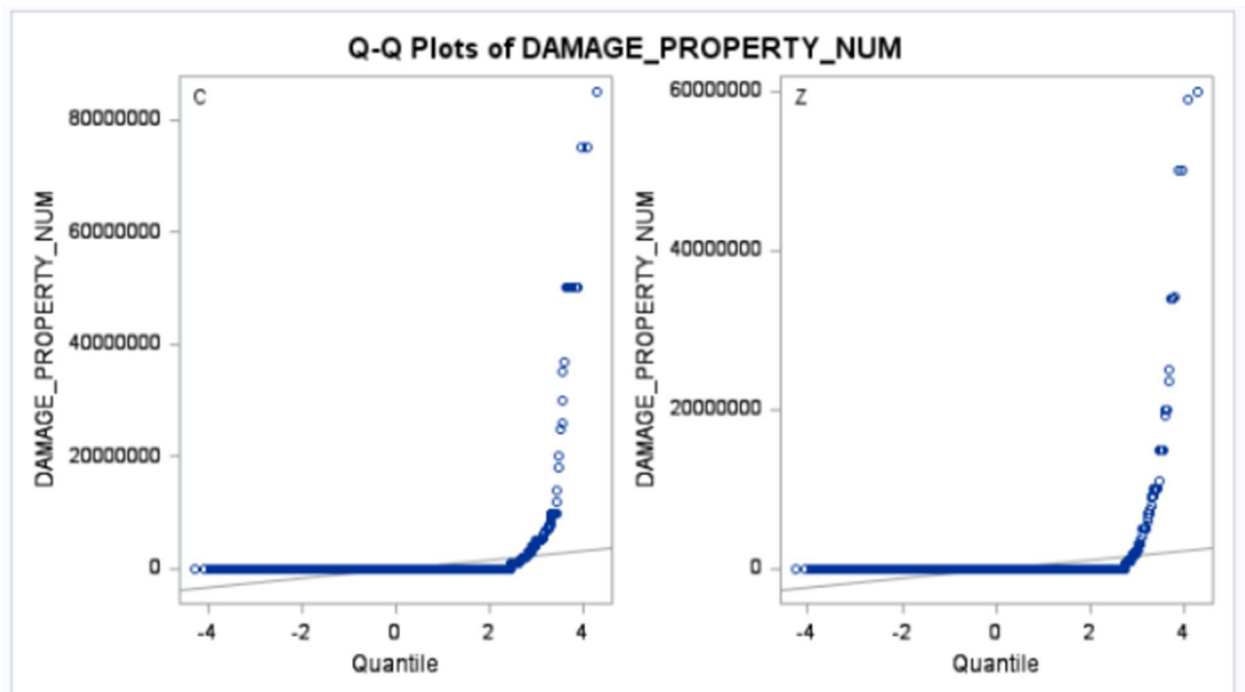 Q-Q Plots of DAMAGE_PROPERTY_NUM
C
DAMAGE_PROPERTY_NUM
80000000
60000000
40000000
20000000
0
-4 -2 0 2 4
Quantile
Z
DAMAGE_PROPERTY_NUM
60000000
40000000
20000000
0
-4 -2 0 2 4
Quantile